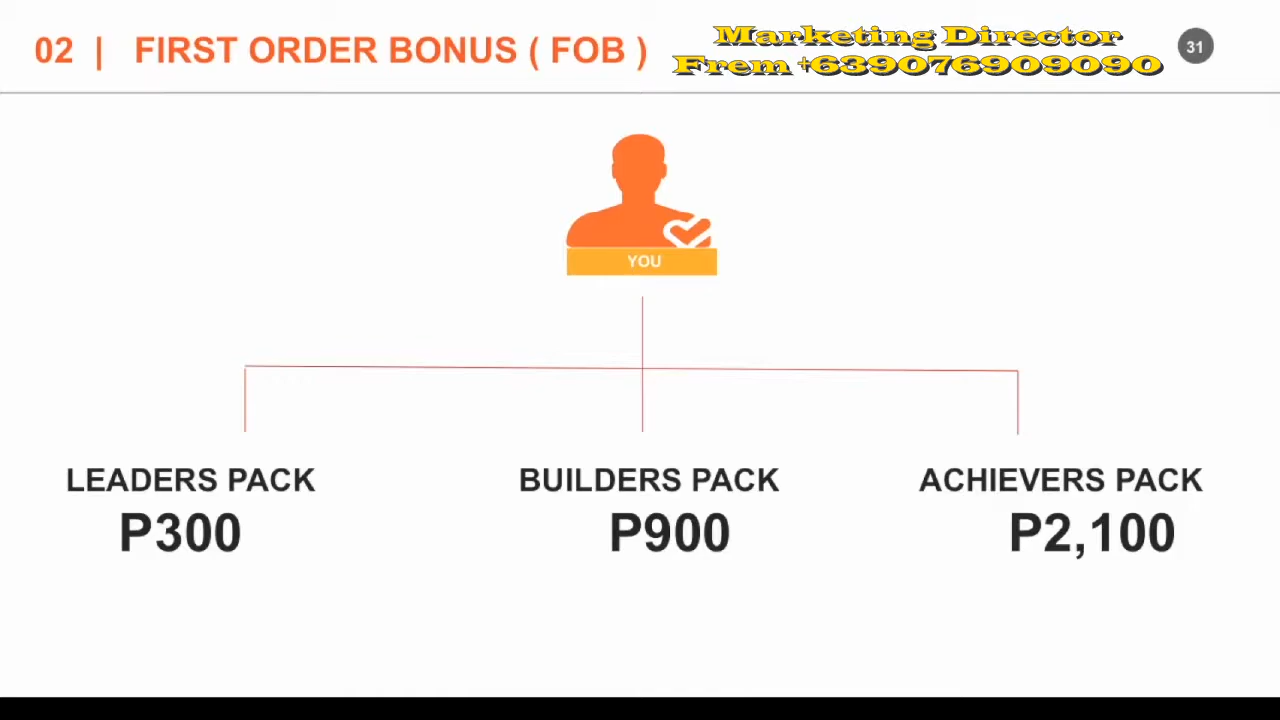 02 | FIRST ORDER BONUS ( FOB )
Marketing Director
Frem +639076909090
31
YOU
LEADERS PACK
P300
BUILDERS PACK
P900
ACHIEVERS PACK
P2,100